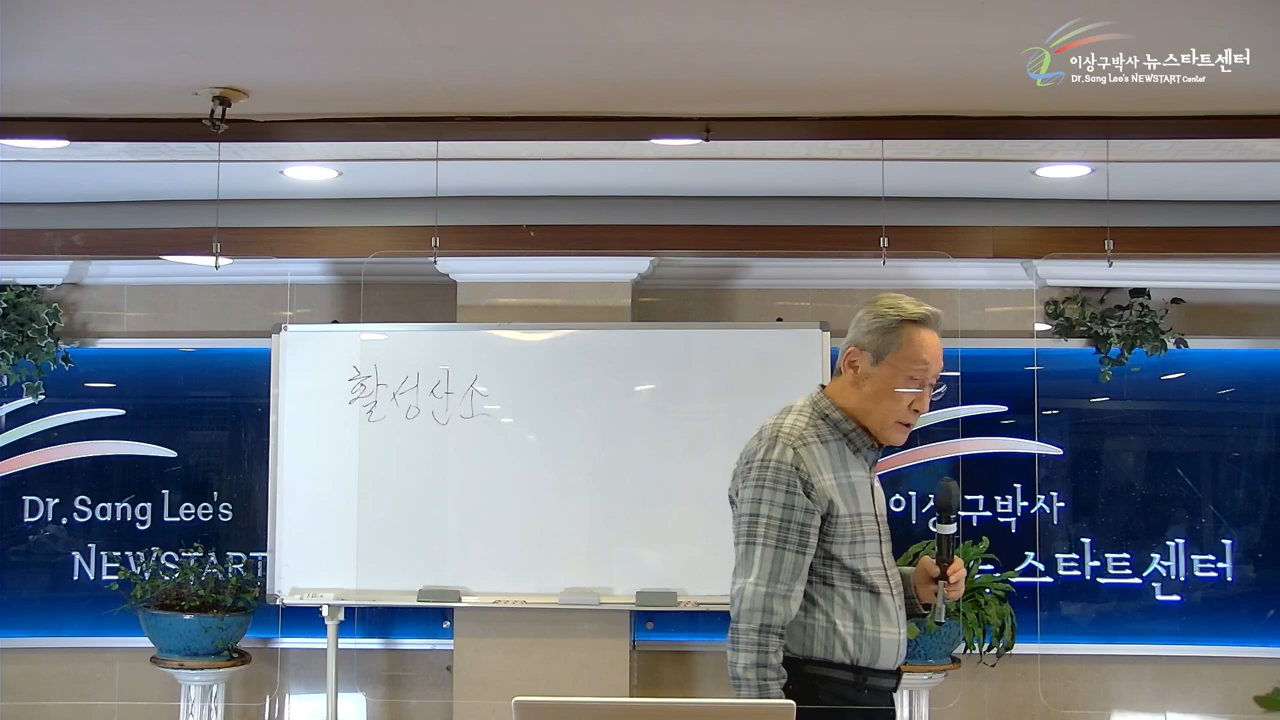 이상구박사 뉴스타트센터
Dr. Sang Lee's NEWSTART Center
활성산소
Dr. Sang Lee's
NEWSTART
이상구박사
뉴스타트센터